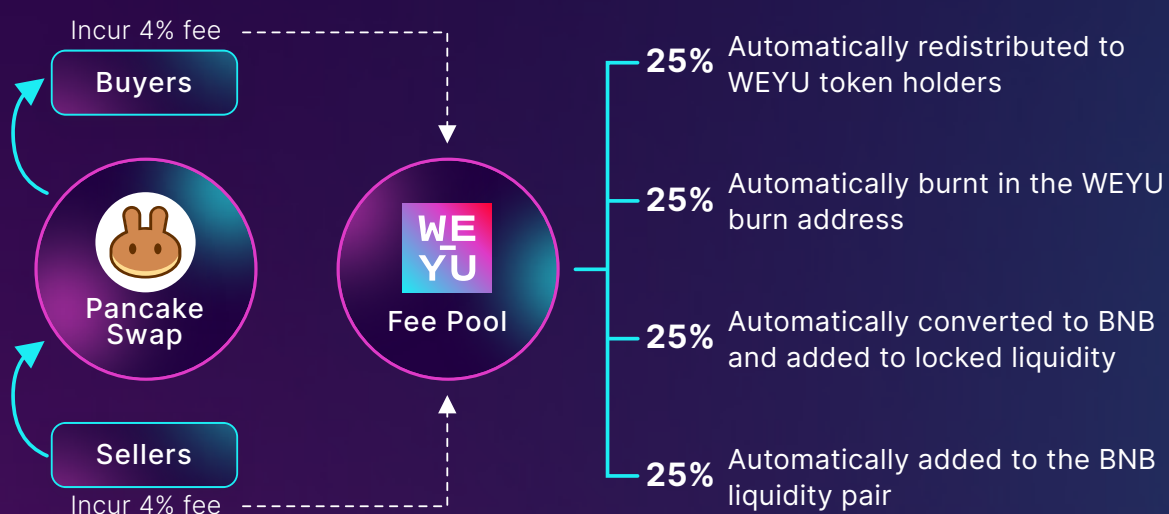 Incur 4% fee
Buyers
Pancake
Swap
Sellers
Incur 4% fee
WE
YU
Fee Pool
25%
Automatically redistributed to
WEYU token holders
25%
Automatically burnt in the WEYU
burn address
25%
Automatically converted to BNB
and added to locked liquidity
25%
Automatically added to the BNB
liquidity pair